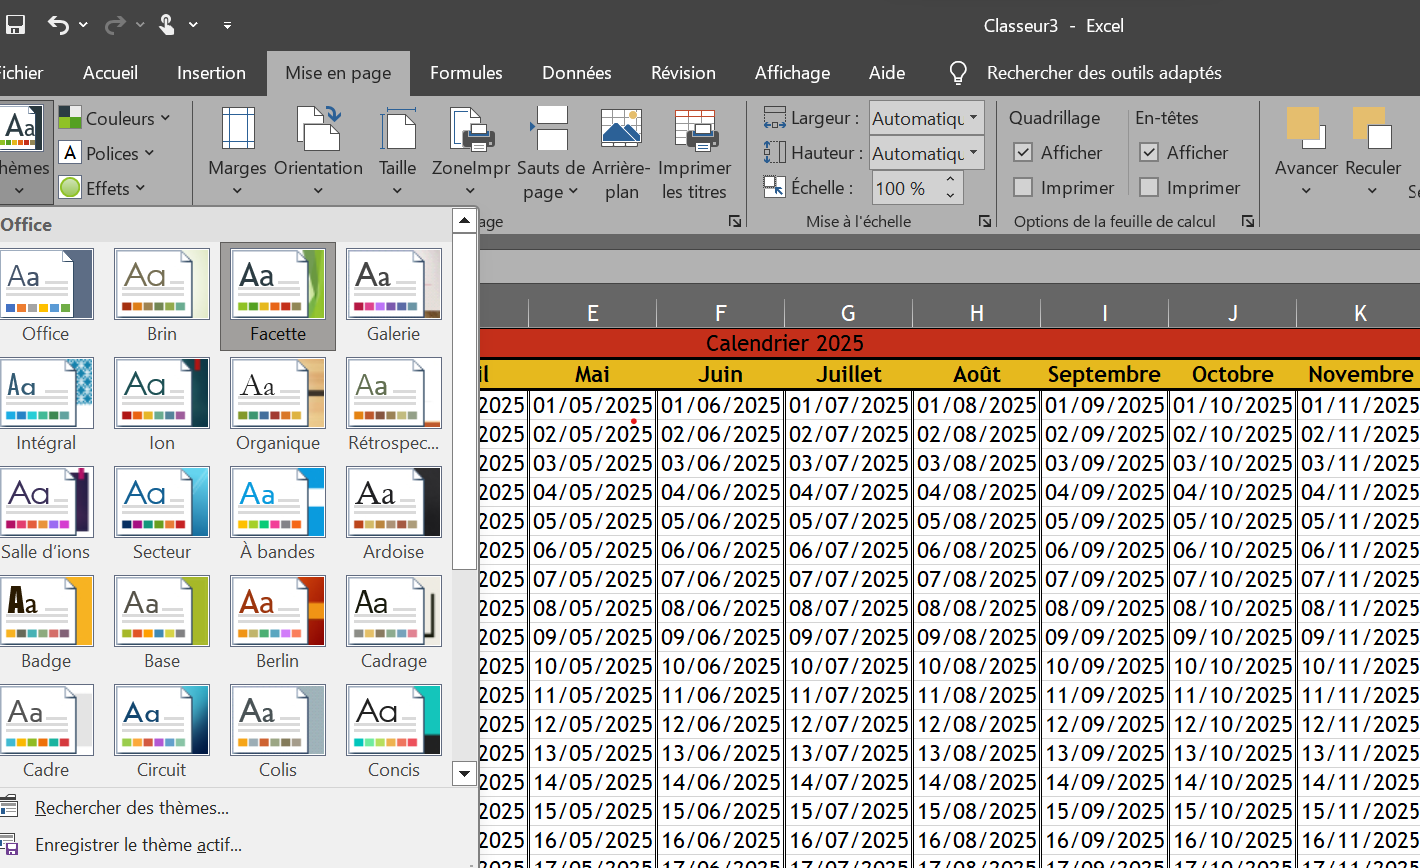 Classeur3 - Excel
Fichier Accueil Insertion Mise en page Formules Données Révision Affichage Aide Rechercher des outils adaptés
Aa Couleurs Largeur : Automatiqu Quadrillage En-têtes
A Polices Hauteur : Automatiqu Afficher Afficher
hèmes Effets Marges Orientation Taille ZoneImpr Sauts de page Arrière-plan Imprimer les titres Échelle : 100 % Imprimer Imprimer Avancer Reculer
age Mise à l'échelle Options de la feuille de calcul
Office
Aa Aa Aa Aa
Office Brin Facette Galerie
Aa Aa Aa Aa
Intégral Ion Organique Rétrospec...
Aa Aa Aa Aa
Salle d'ions Secteur À bandes Ardoise
Aa Aa Aa Aa
Badge Base Berlin Cadrage
Aa Aa Aa Aa
Cadre Circuit Colis Concis
Rechercher des thèmes...
Enregistrer le thème actif...
E F G H I J K
Calendrier 2025
il Mai Juin Juillet Août Septembre Octobre Novembre
2025 01/05/2025 01/06/2025 01/07/2025 01/08/2025 01/09/2025 01/10/2025 01/11/2025
2025 02/05/2025 02/06/2025 02/07/2025 02/08/2025 02/09/2025 02/10/2025 02/11/2025
2025 03/05/2025 03/06/2025 03/07/2025 03/08/2025 03/09/2025 03/10/2025 03/11/2025
2025 04/05/2025 04/06/2025 04/07/2025 04/08/2025 04/09/2025 04/10/2025 04/11/2025
2025 05/05/2025 05/06/2025 05/07/2025 05/08/2025 05/09/2025 05/10/2025 05/11/2025
2025 06/05/2025 06/06/2025 06/07/2025 06/08/2025 06/09/2025 06/10/2025 06/11/2025
2025 07/05/2025 07/06/2025 07/07/2025 07/08/2025 07/09/2025 07/10/2025 07/11/2025
2025 08/05/2025 08/06/2025 08/07/2025 08/08/2025 08/09/2025 08/10/2025 08/11/2025
2025 09/05/2025 09/06/2025 09/07/2025 09/08/2025 09/09/2025 09/10/2025 09/11/2025
2025 10/05/2025 10/06/2025 10/07/2025 10/08/2025 10/09/2025 10/10/2025 10/11/2025
2025 11/05/2025 11/06/2025 11/07/2025 11/08/2025 11/09/2025 11/10/2025 11/11/2025
2025 12/05/2025 12/06/2025 12/07/2025 12/08/2025 12/09/2025 12/10/2025 12/11/2025
2025 13/05/2025 13/06/2025 13/07/2025 13/08/2025 13/09/2025 13/10/2025 13/11/2025
2025 14/05/2025 14/06/2025 14/07/2025 14/08/2025 14/09/2025 14/10/2025 14/11/2025
2025 15/05/2025 15/06/2025 15/07/2025 15/08/2025 15/09/2025 15/10/2025 15/11/2025
2025 16/05/2025 16/06/2025 16/07/2025 16/08/2025 16/09/2025 16/10/2025 16/11/2025